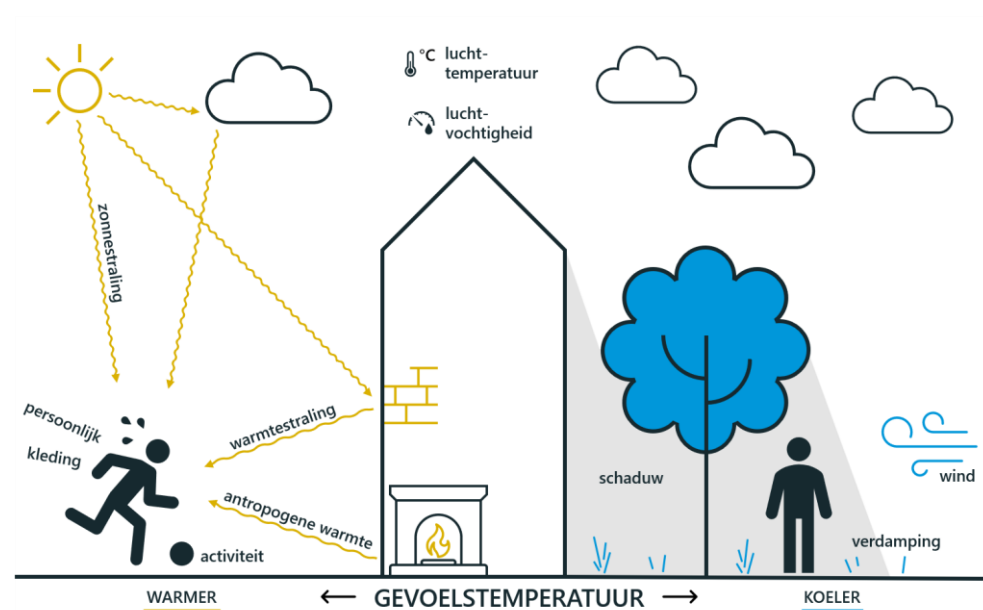 °C lucht-
temperatuur
lucht-
vochtigheid
zonnestraling
persoonlijk
kleding
warmtestraling
antropogene warmte
activiteit
schaduw
wind
verdamping
WARMER
← GEVOELSTEMPERATUUR →
KOELER